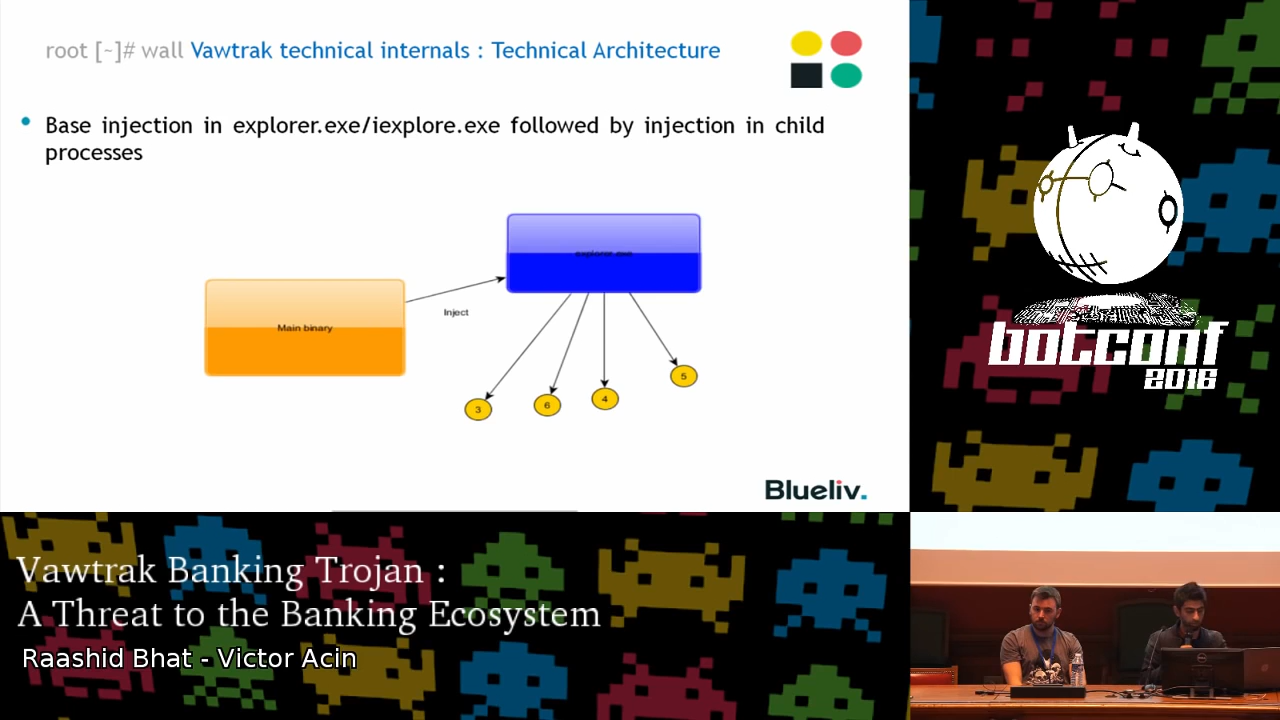 root [~]# wall Vawtrak technical internals : Technical Architecture
• Base injection in explorer.exe/iexplore.exe followed by injection in child
processes
explorer.exe
Main binary
Inject
3
6
4
5
Blueliv.
botconf
2016
Vawtrak Banking Trojan :
A Threat to the Banking Ecosystem
Raashid Bhat - Victor Acin